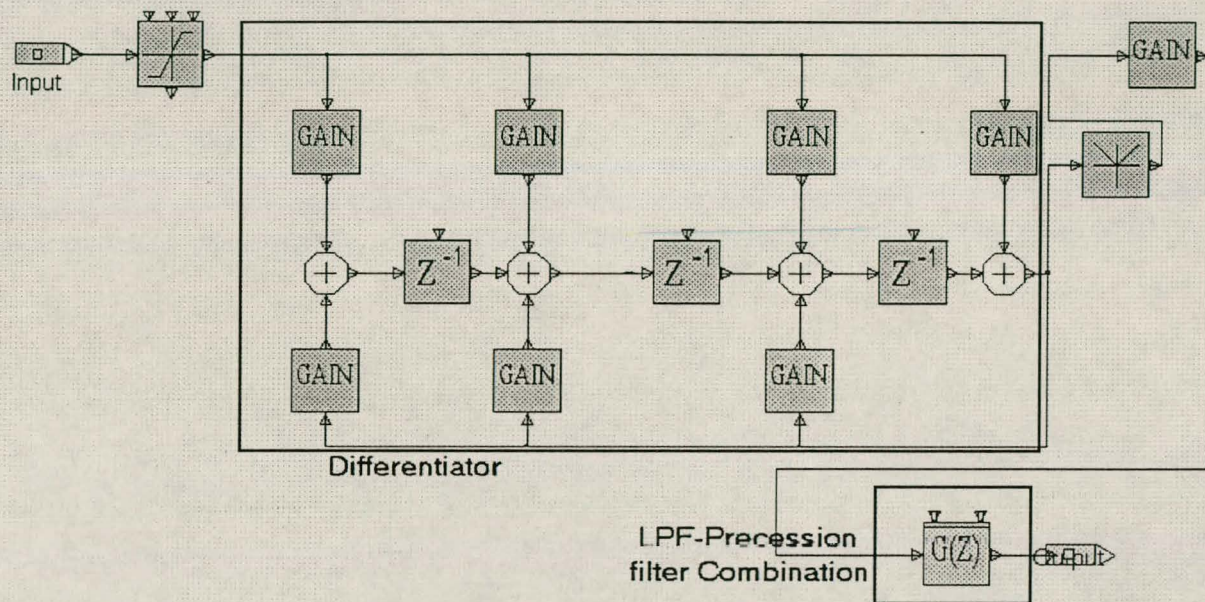 Input
GAIN
GAIN GAIN GAIN GAIN
Z⁻¹ Z⁻¹ Z⁻¹
GAIN GAIN GAIN
Differentiator
LPF-Precession
filter Combination
G(Z)